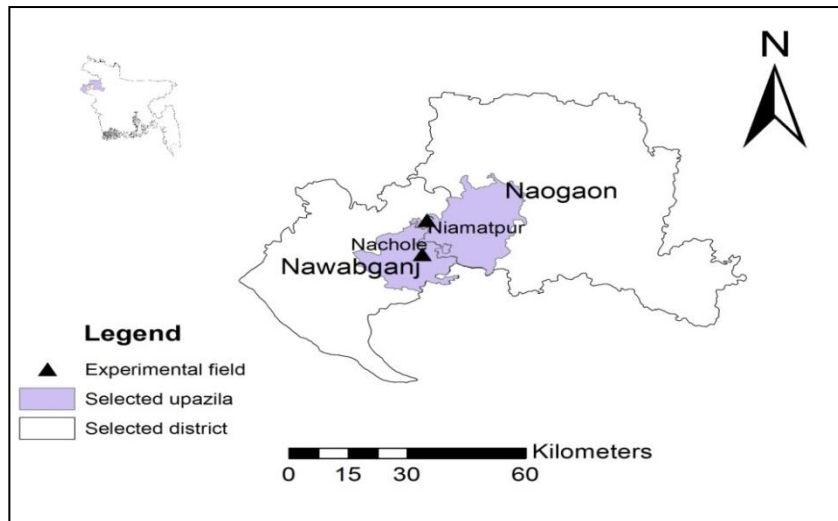 N
Naogaon
Niamatpur
Nachole
Nawabganj
Legend
Experimental field
Selected upazila
Selected district
Kilometers
0 15 30 60